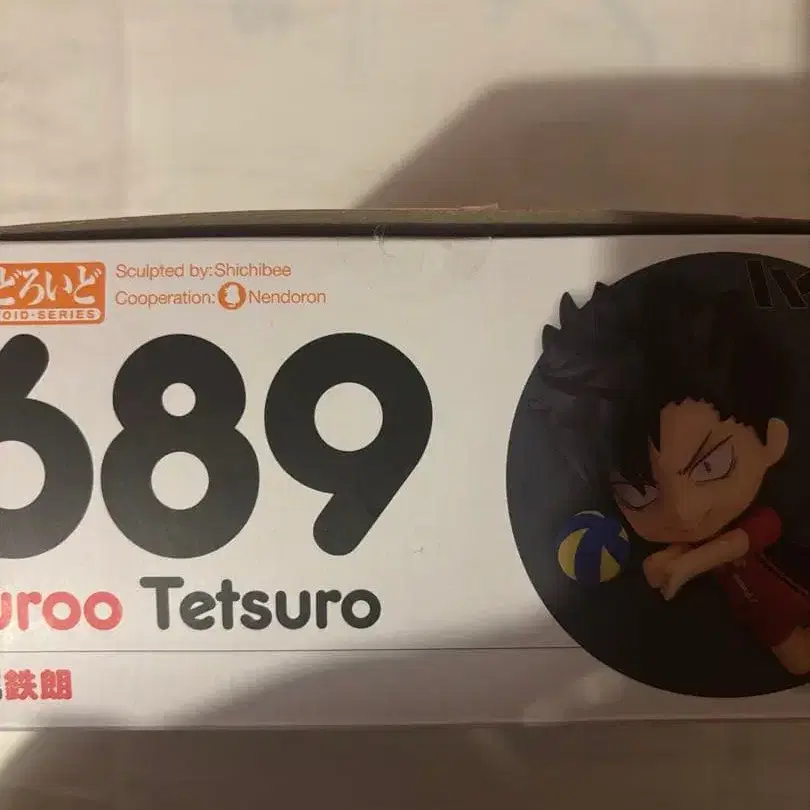 どろいど
OID・SERIES
Sculpted by: Shichibee
Cooperation: Nendoron
689
uroo Tetsuro
鉄朗